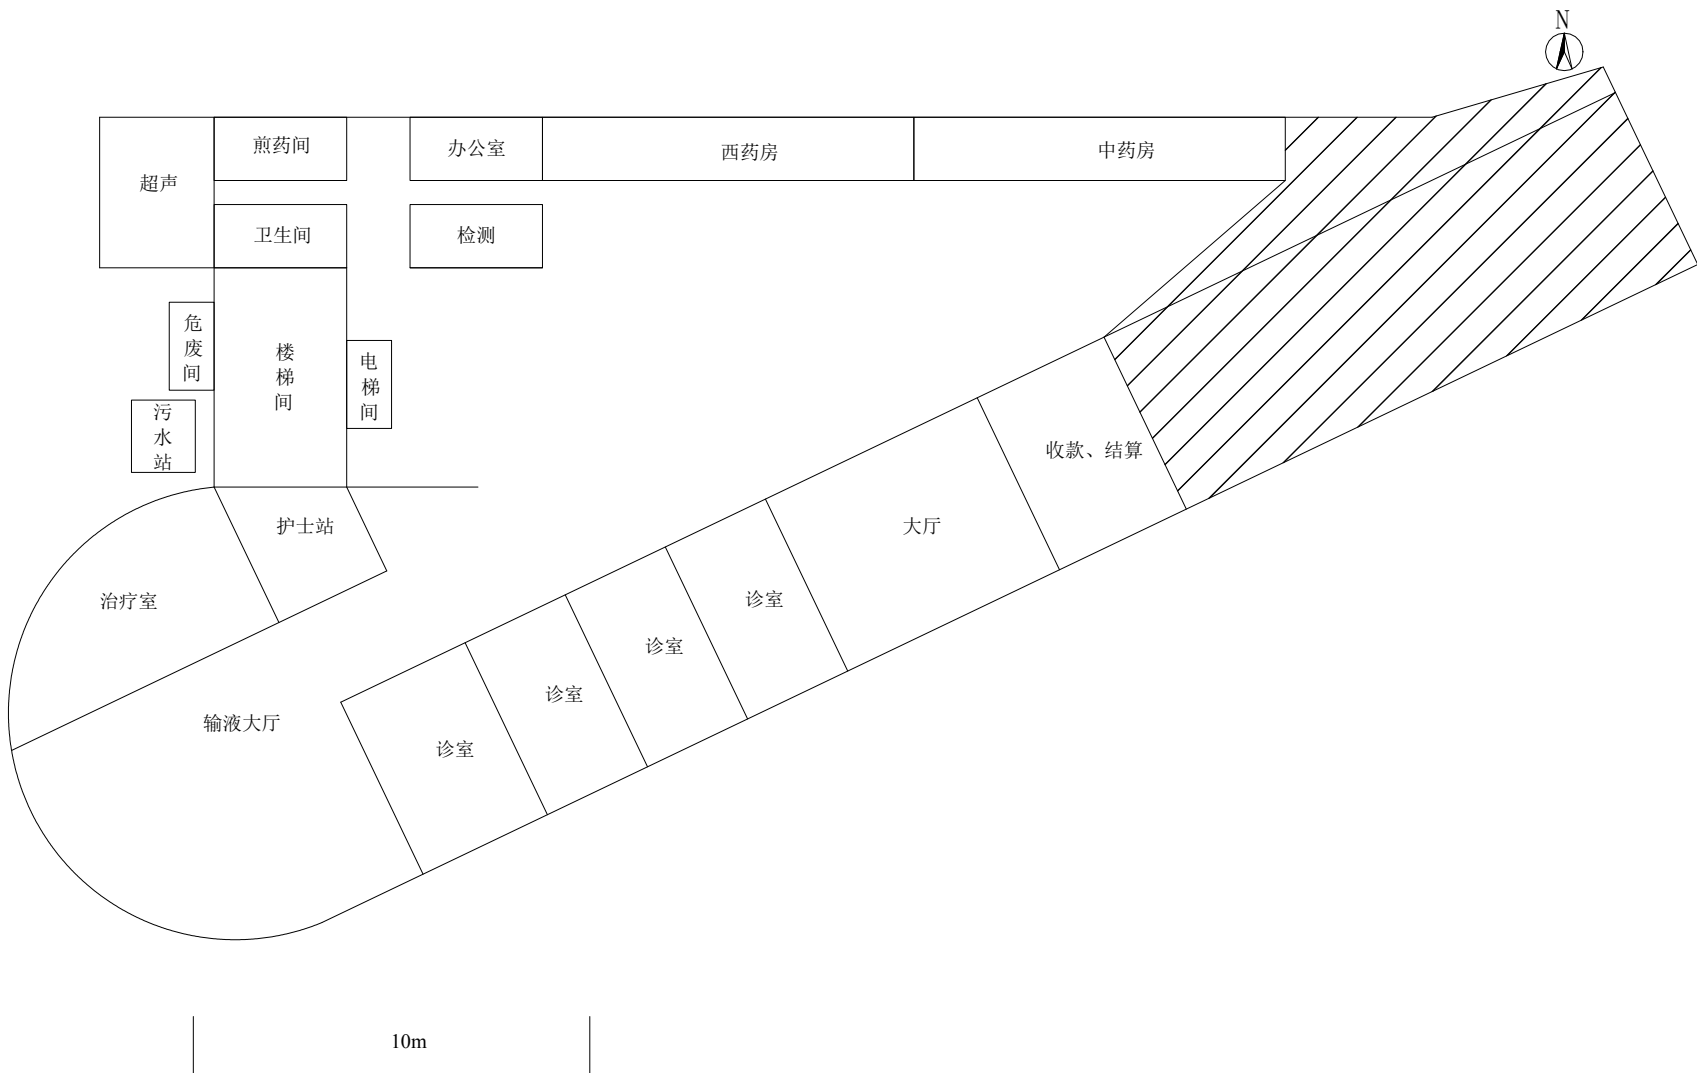 N
煎药间
办公室
西药房
中药房
超声
卫生间
检测
危废间
楼梯间
电梯间
污水站
收款、结算
护士站
大厅
治疗室
诊室
诊室
诊室
诊室
输液大厅
10m